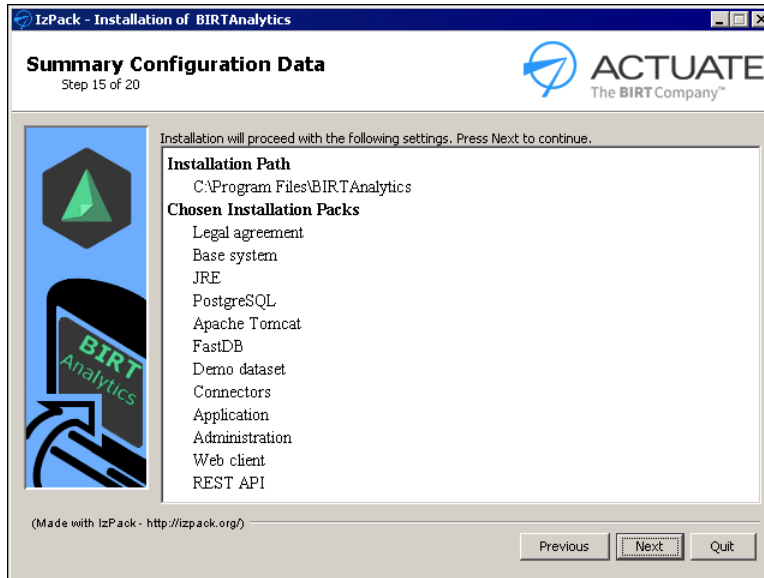 IzPack - Installation of BIRTAnalytics
Summary Configuration Data
Step 15 of 20
ACTUATE
The BIRT Company™
Installation will proceed with the following settings. Press Next to continue.
Installation Path
C:\Program Files\BIRTAnalytics
Chosen Installation Packs
Legal agreement
Base system
JRE
PostgreSQL
Apache Tomcat
FastDB
Demo dataset
Connectors
Application
Administration
Web client
REST API
BIRT
Analytics
(Made with IzPack - http://izpack.org/)
Previous
Next
Quit